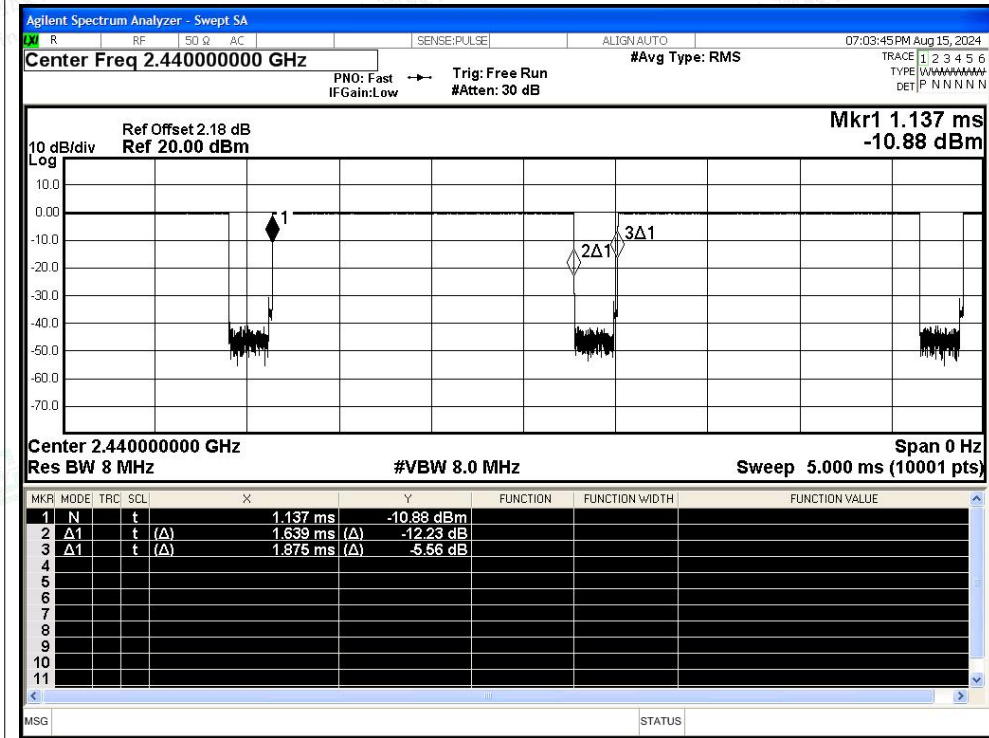 Agilent Spectrum Analyzer - Swept SA
LXI R RF 50 Ω AC SENSE:PULSE ALIGN AUTO 07:03:45 PM Aug 15, 2024
Center Freq 2.440000000 GHz
#Avg Type: RMS
TRACE 1 2 3 4 5 6
PNO: Fast Trig: Free Run
TYPE
IFGain:Low #Atten: 30 dB
DET P N N N N N
Mkr1 1.137 ms
Ref Offset 2.18 dB
10 dB/div Ref 20.00 dBm
-10.88 dBm
Log
10.0
0.00
1
-10.0
2Δ1
3Δ1
-20.0
-30.0
-40.0
-50.0
-60.0
-70.0
Center 2.440000000 GHz Span 0 Hz
Res BW 8 MHz #VBW 8.0 MHz Sweep 5.000 ms (10001 pts)
MKR MODE TRC SCL X Y FUNCTION FUNCTION WIDTH FUNCTION VALUE
1 N t 1.137 ms -10.88 dBm
2 Δ1 t (Δ) 1.639 ms (Δ) -12.23 dB
3 Δ1 t (Δ) 1.875 ms (Δ) -5.56 dB
4
5
6
7
8
9
10
11
MSG STATUS